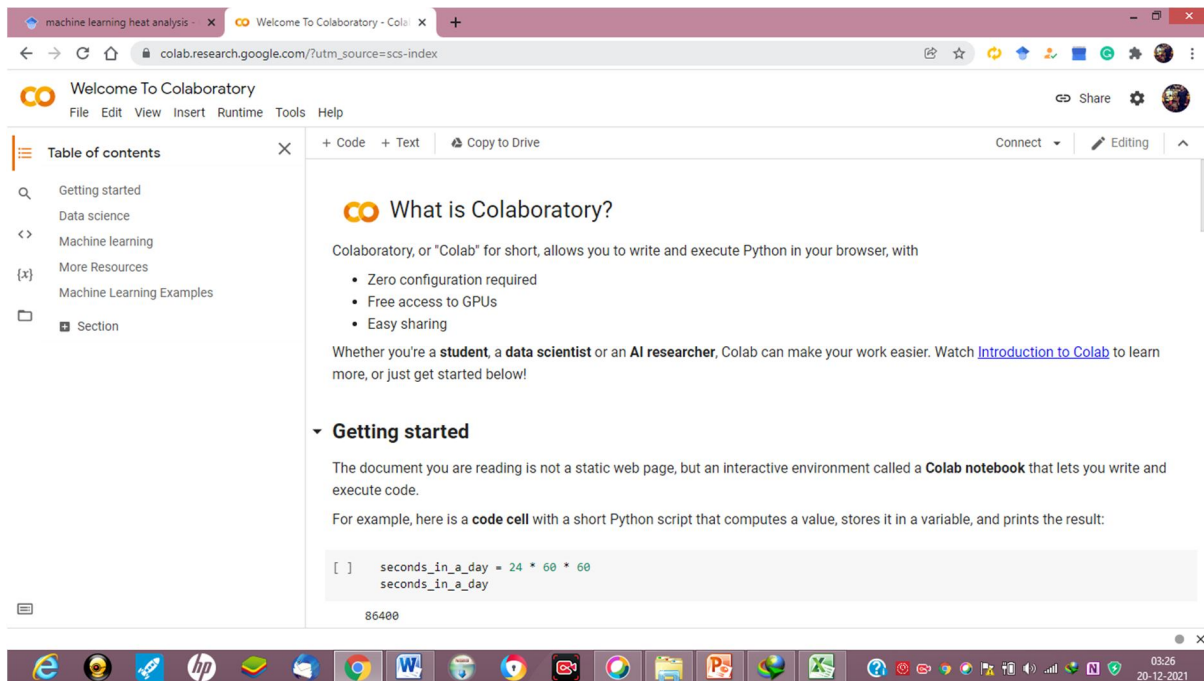 machine learning heat analysis -
Welcome To Colaboratory - Cola
colab.research.google.com/?utm_source=scs-index
Welcome To Colaboratory
File Edit View Insert Runtime Tools Help
Share
Table of contents
+ Code + Text Copy to Drive
Connect Editing
Getting started
Data science
Machine learning
More Resources
Machine Learning Examples
Section
CO What is Colaboratory?
Colaboratory, or "Colab" for short, allows you to write and execute Python in your browser, with
• Zero configuration required
• Free access to GPUs
• Easy sharing
Whether you're a student, a data scientist or an AI researcher, Colab can make your work easier. Watch Introduction to Colab to learn
more, or just get started below!
Getting started
The document you are reading is not a static web page, but an interactive environment called a Colab notebook that lets you write and
execute code.
For example, here is a code cell with a short Python script that computes a value, stores it in a variable, and prints the result:
[ ] seconds_in_a_day = 24 * 60 * 60
seconds_in_a_day
86400
03:26
20-12-2021